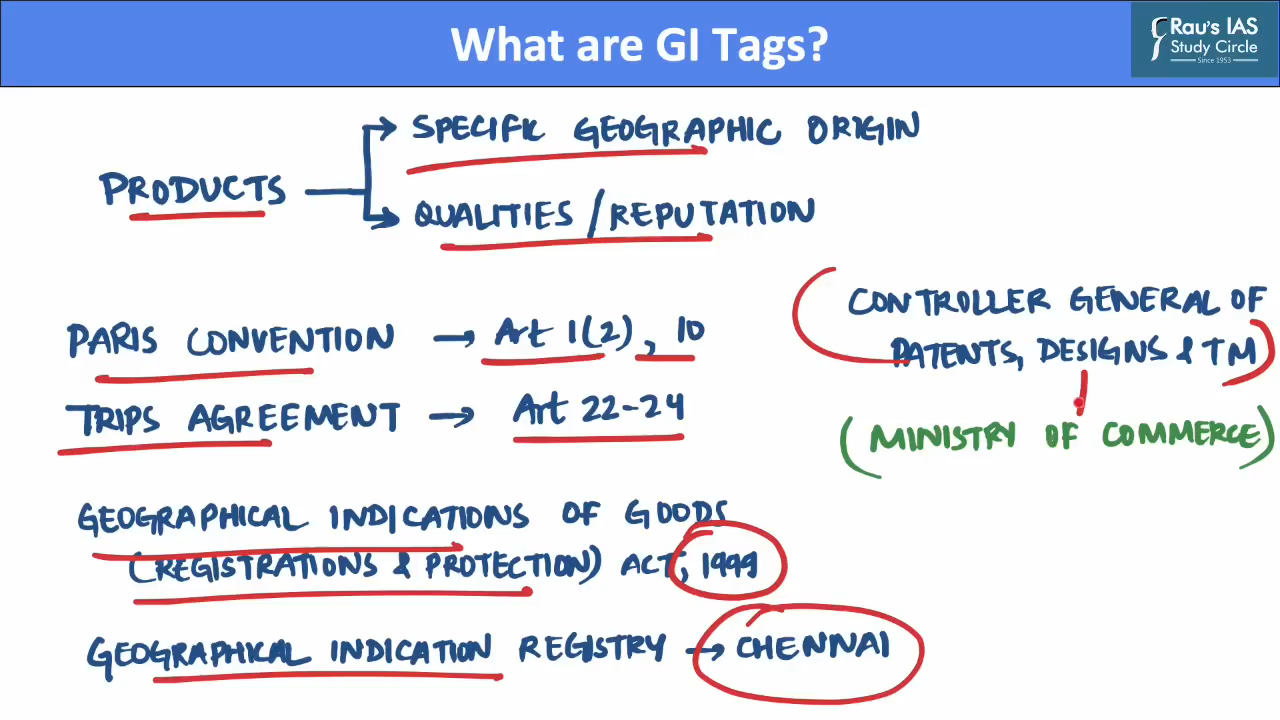 What are GI Tags?
Rau's IAS
Study Circle
Since 1953
SPECIFIC GEOGRAPHIC ORIGIN
PRODUCTS
QUALITIES / REPUTATION
PARIS CONVENTION → Art 1(2), 10
TRIPS AGREEMENT → Art 22-24
CONTROLLER GENERAL OF
PATENTS, DESIGNS & TM
(MINISTRY OF COMMERCE)
GEOGRAPHICAL INDICATIONS OF GOODS
(REGISTRATIONS & PROTECTION) ACT, 1999
GEOGRAPHICAL INDICATION REGISTRY → CHENNAI